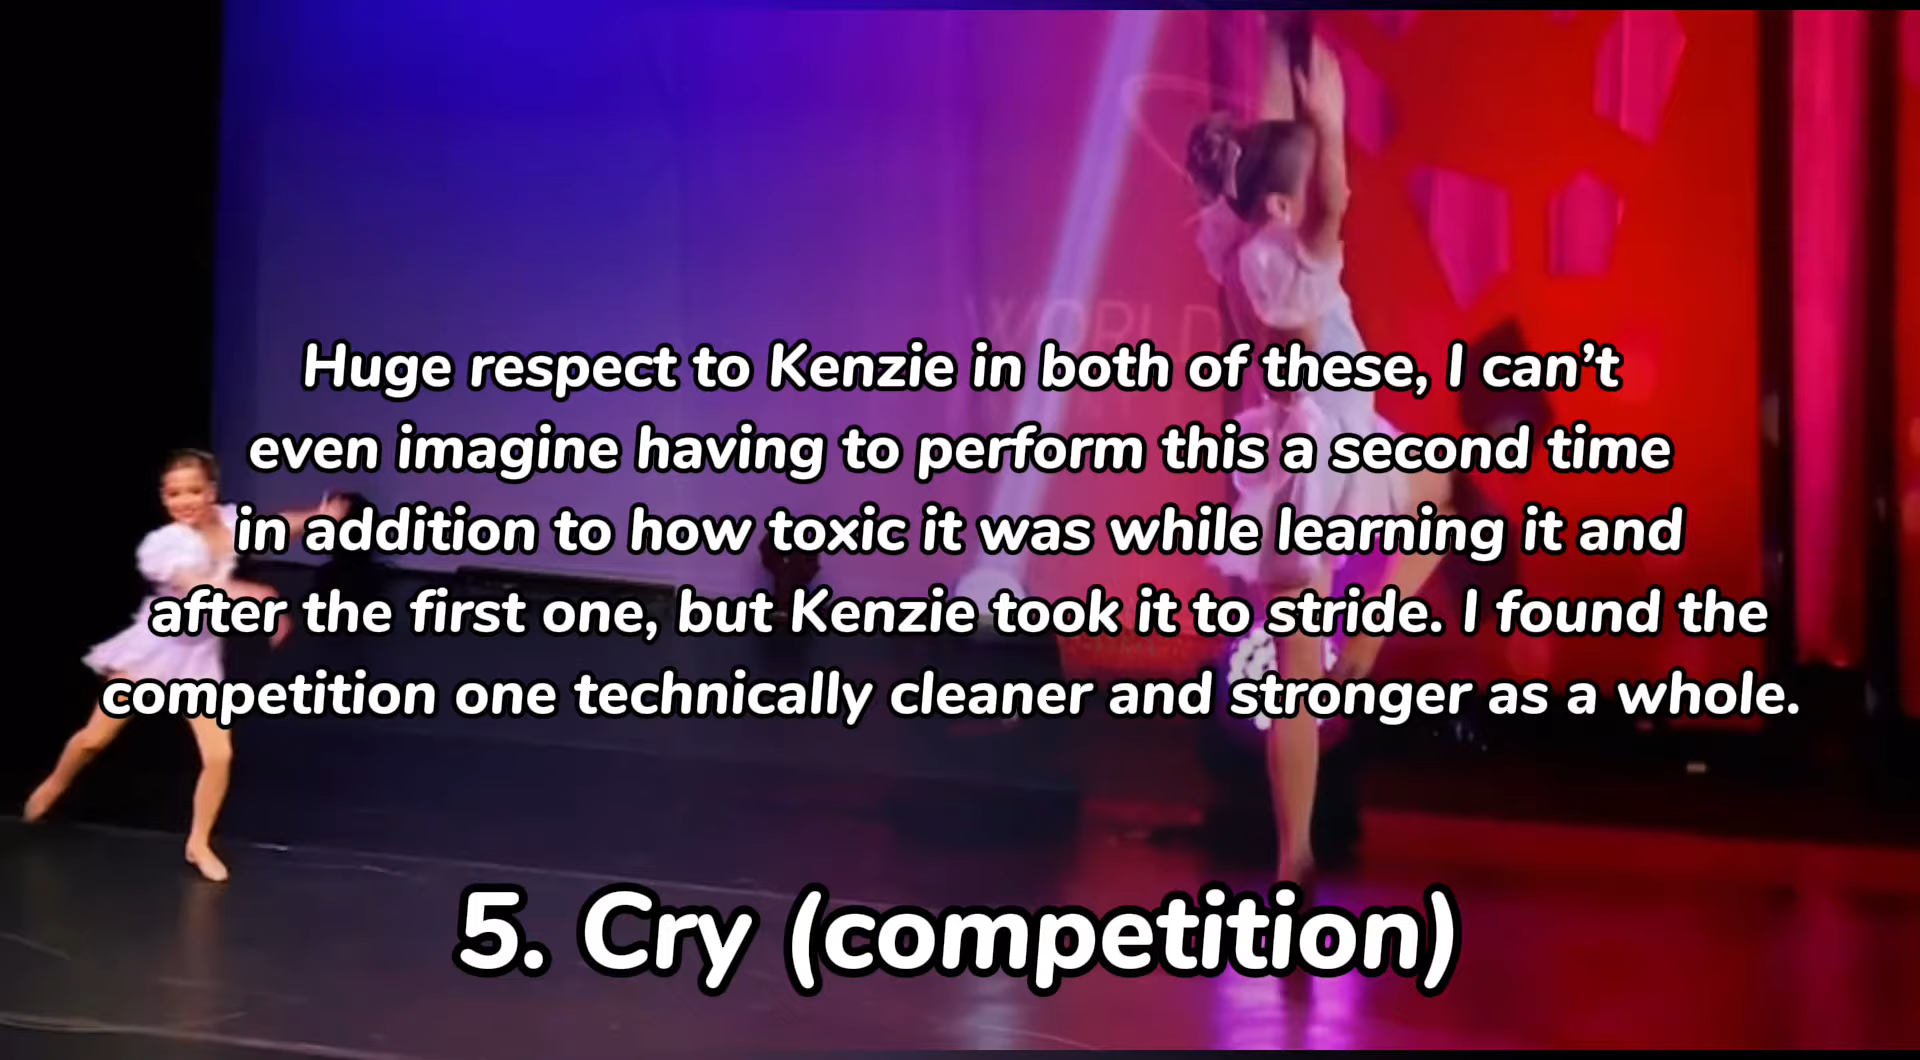 WORLD
Huge respect to Kenzie in both of these, I can’t
even imagine having to perform this a second time
in addition to how toxic it was while learning it and
after the first one, but Kenzie took it to stride. I found the
competition one technically cleaner and stronger as a whole.
5. Cry (competition)